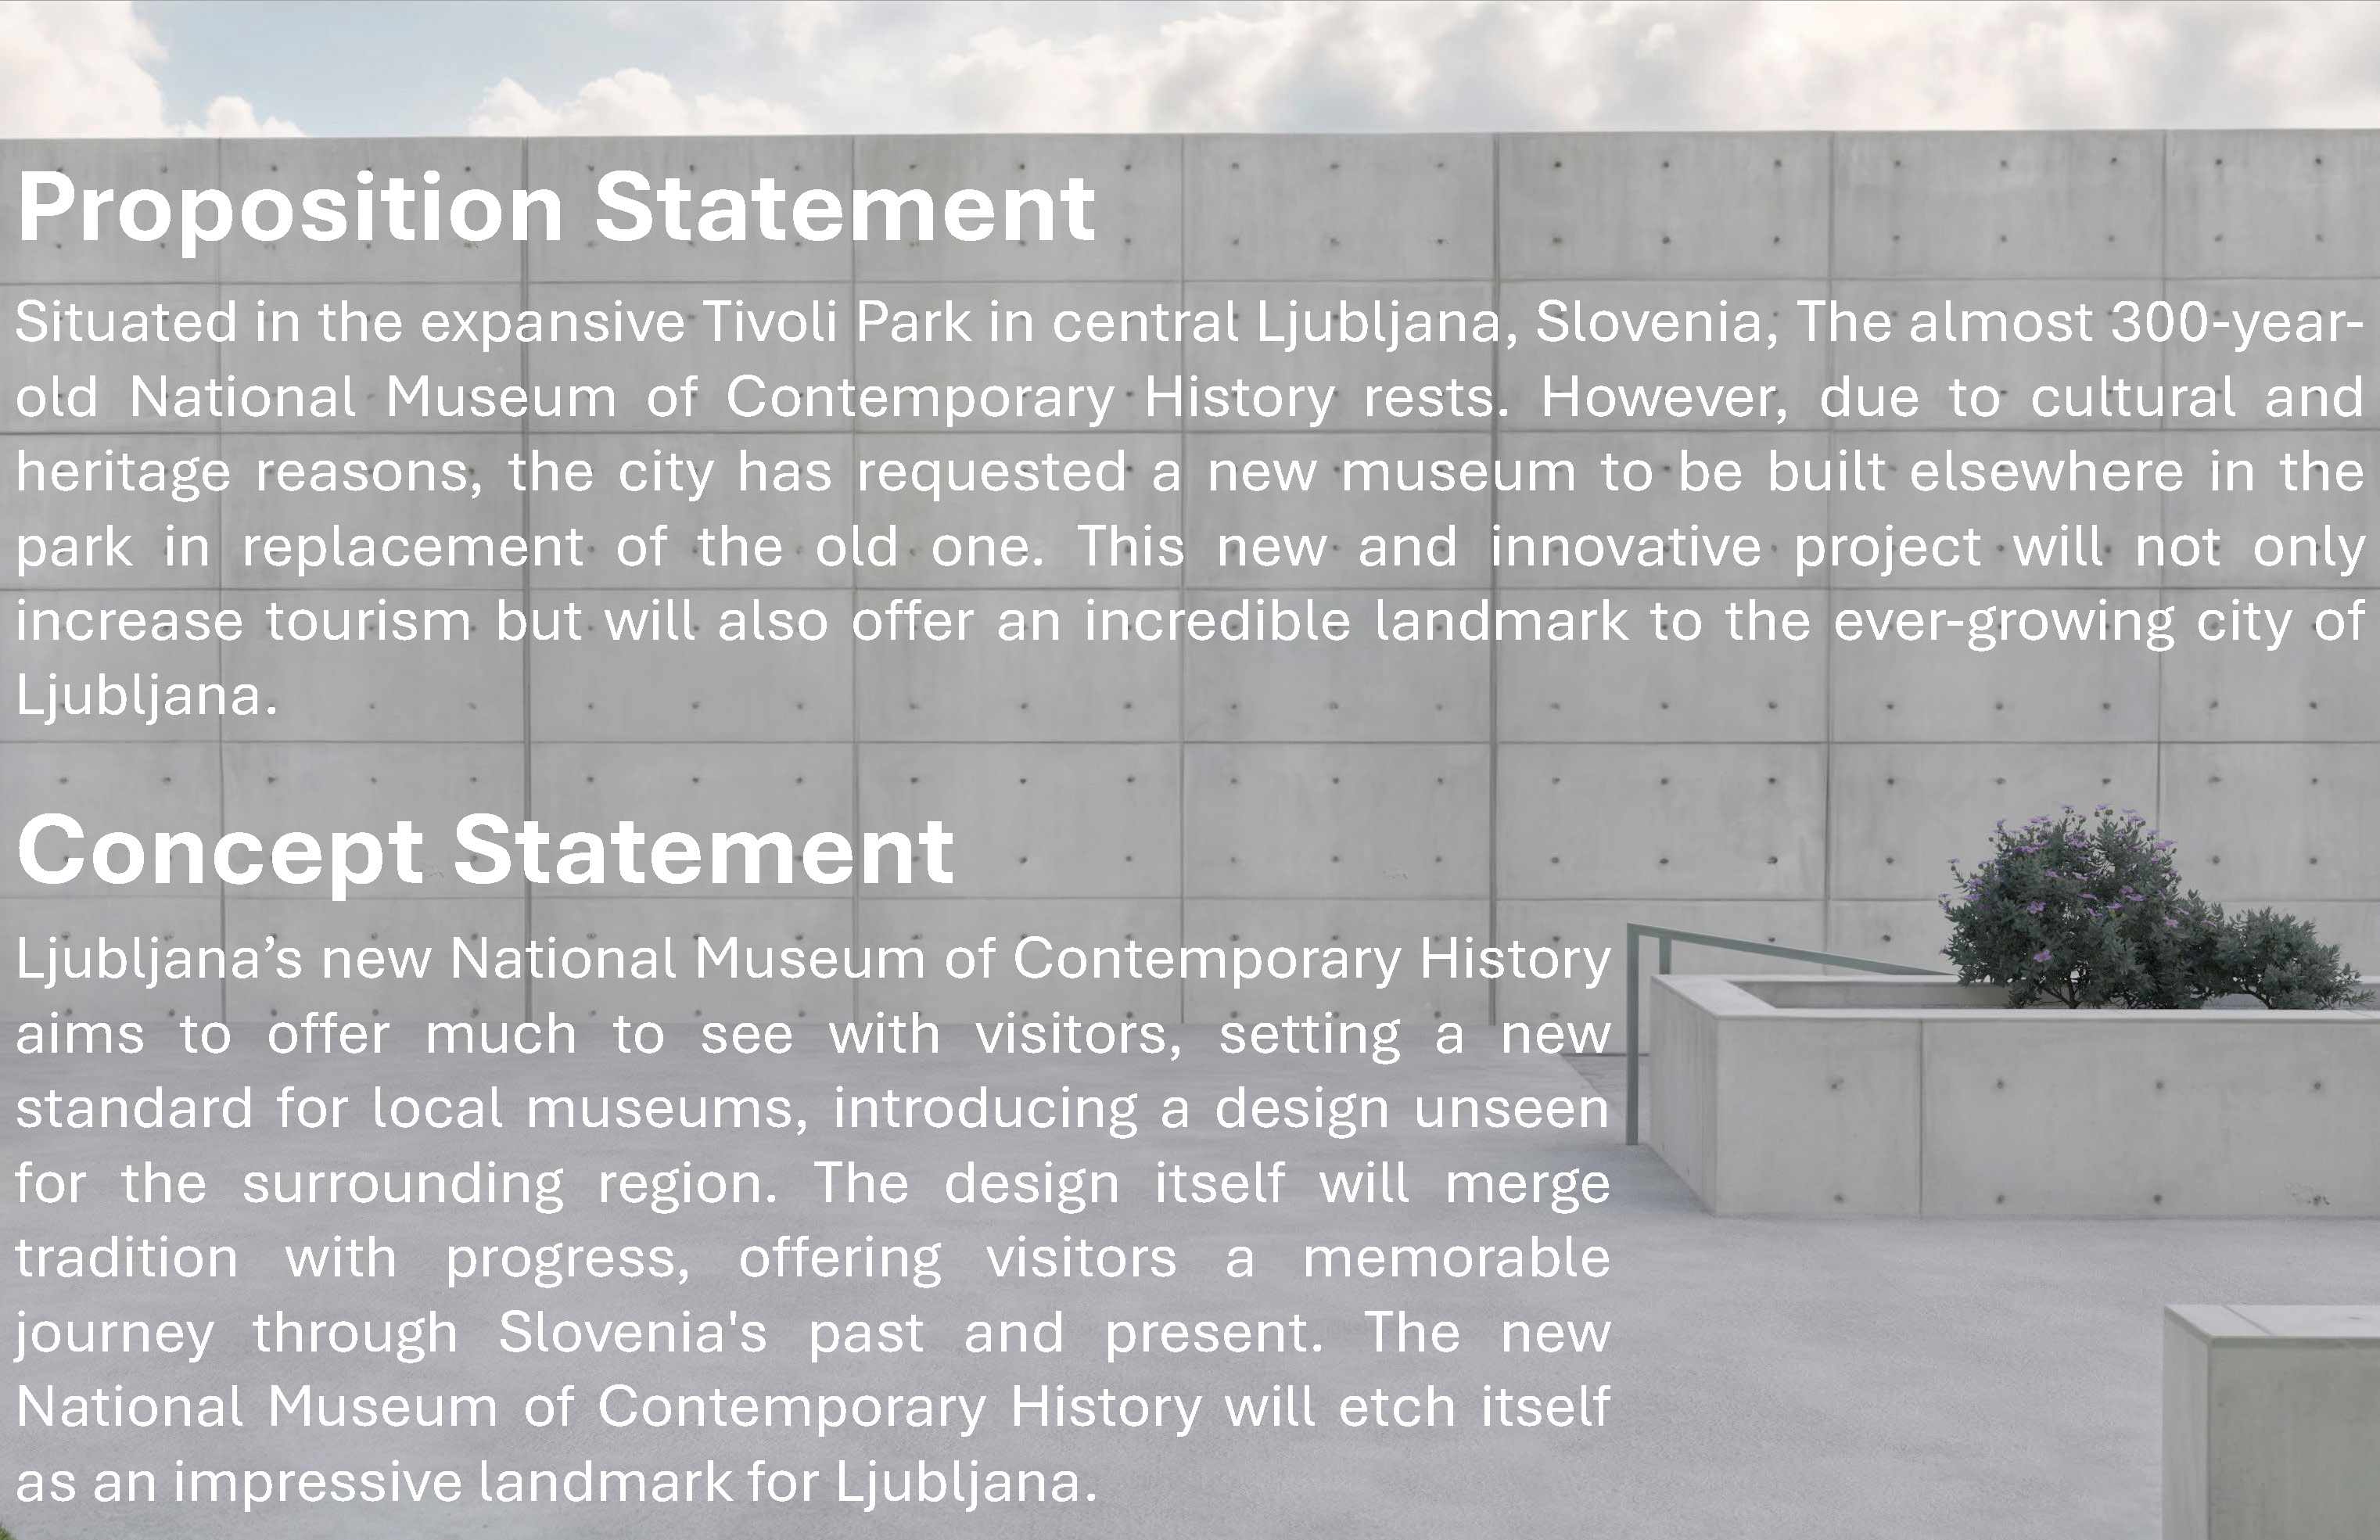 Proposition Statement
Situated in the expansive Tivoli Park in central Ljubljana, Slovenia, The almost 300-year-
old National Museum of Contemporary History rests. However, due to cultural and
heritage reasons, the city has requested a new museum to be built elsewhere in the
park in replacement of the old one. This new and innovative project will not only
increase tourism but will also offer an incredible landmark to the ever-growing city of
Ljubljana.
Concept Statement
Ljubljana’s new National Museum of Contemporary History
aims to offer much to see with visitors, setting a new
standard for local museums, introducing a design unseen
for the surrounding region. The design itself will merge
tradition with progress, offering visitors a memorable
journey through Slovenia's past and present. The new
National Museum of Contemporary History will etch itself
as an impressive landmark for Ljubljana.